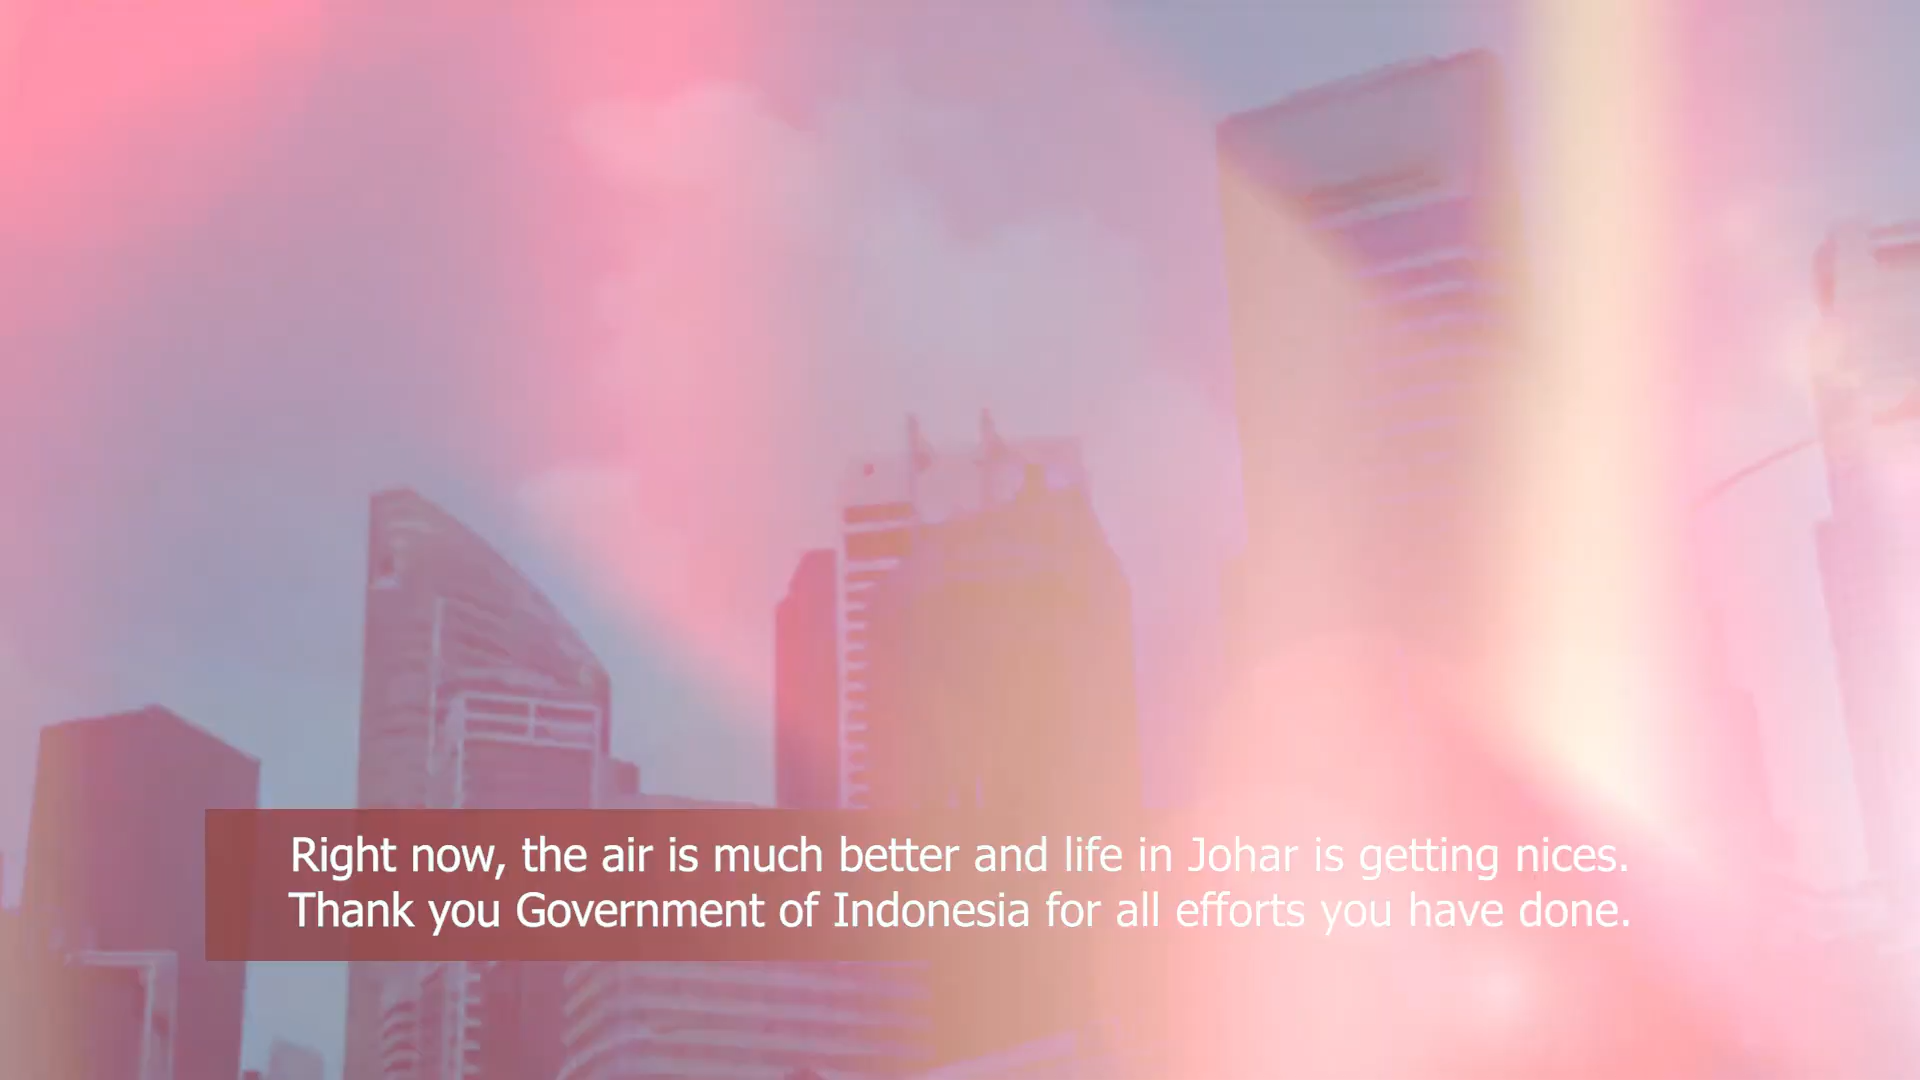 Right now, the air is much better and life in Johar is getting nices.
Thank you Government of Indonesia for all efforts you have done.